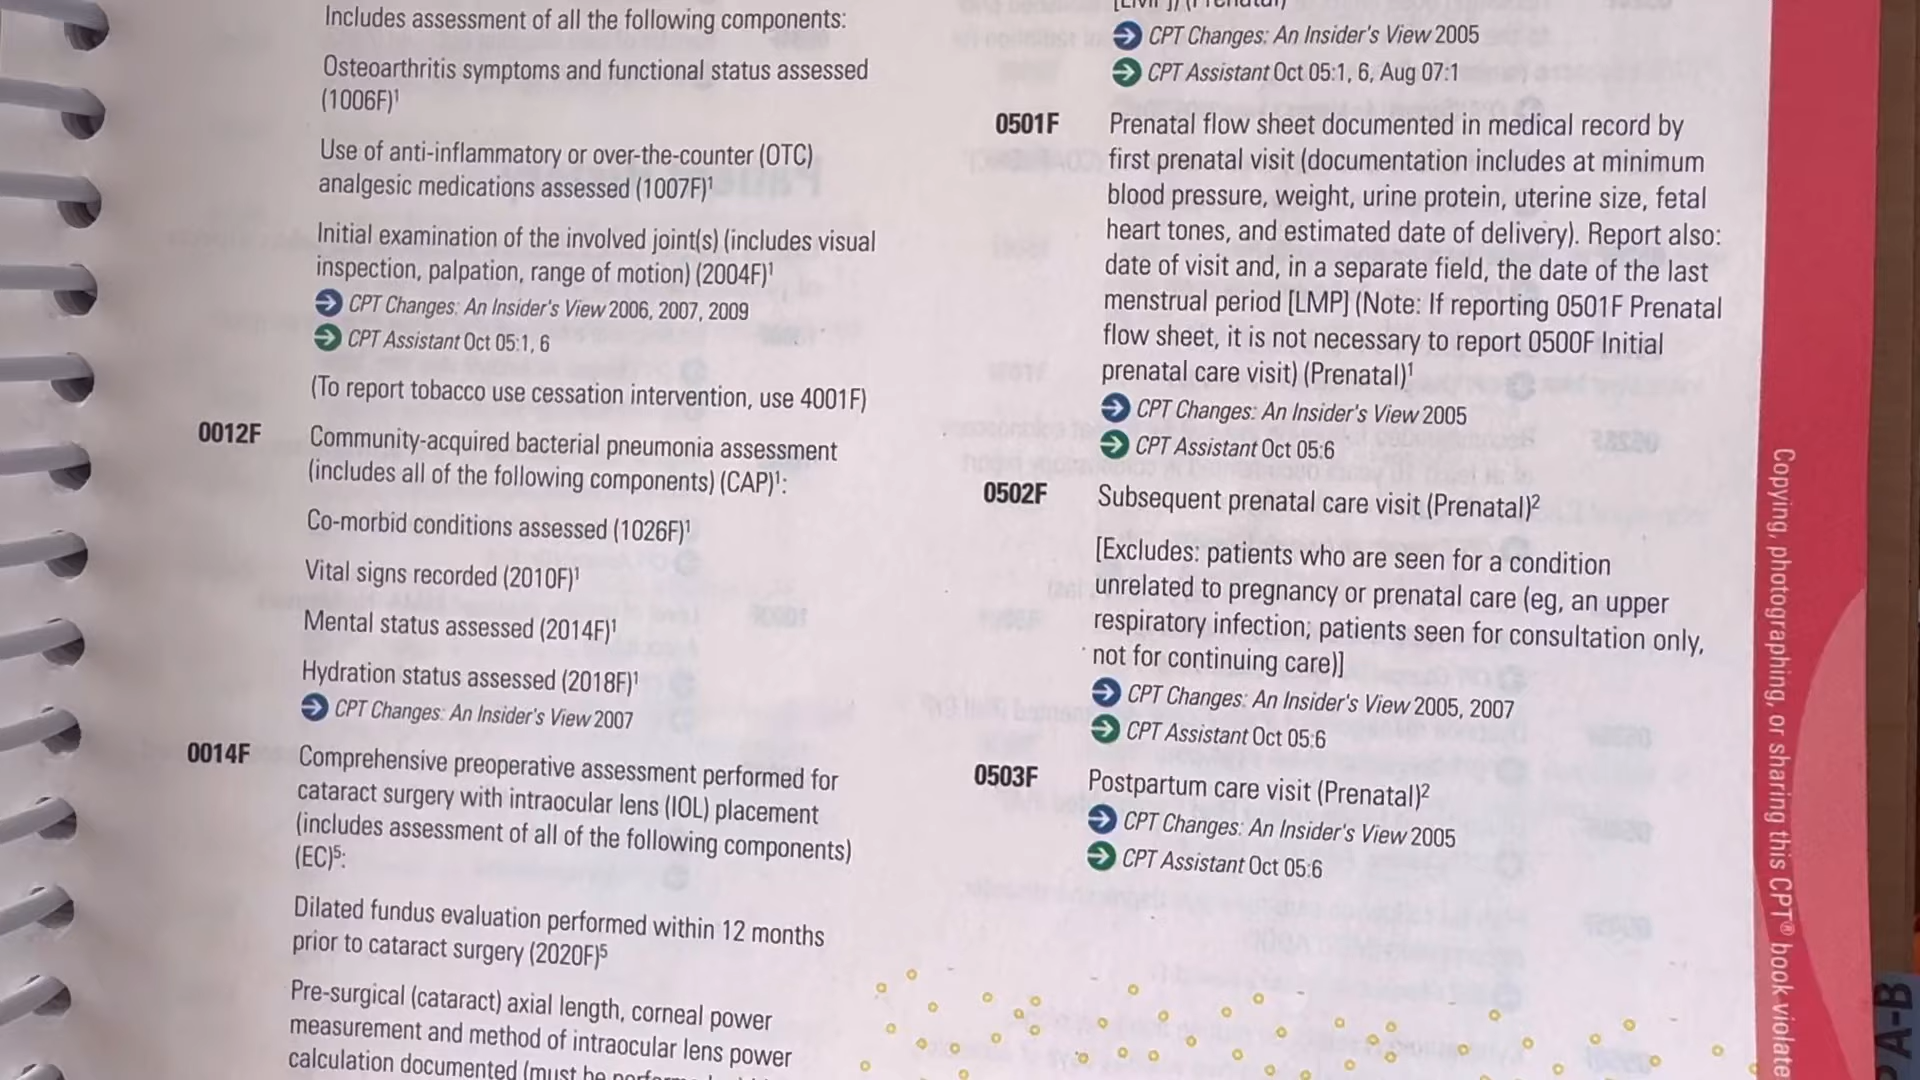 Includes assessment of all the following components:
Osteoarthritis symptoms and functional status assessed
(1006F)¹
Use of anti-inflammatory or over-the-counter (OTC)
analgesic medications assessed (1007F)¹
Initial examination of the involved joint(s) (includes visual
inspection, palpation, range of motion) (2004F)¹
CPT Changes: An Insider's View 2006, 2007, 2009
CPT Assistant Oct 05:1, 6
(To report tobacco use cessation intervention, use 4001F)
0012F Community-acquired bacterial pneumonia assessment
(includes all of the following components) (CAP)¹:
Co-morbid conditions assessed (1026F)¹
Vital signs recorded (2010F)¹
Mental status assessed (2014F)¹
Hydration status assessed (2018F)¹
CPT Changes: An Insider's View 2007
0014F Comprehensive preoperative assessment performed for
cataract surgery with intraocular lens (IOL) placement
(includes assessment of all of the following components)
(EC)⁵:
Dilated fundus evaluation performed within 12 months
prior to cataract surgery (2020F)⁵
Pre-surgical (cataract) axial length, corneal power
measurement and method of intraocular lens power
calculation documented (must be
[LMP]) (Prenatal)
CPT Changes: An Insider's View 2005
CPT Assistant Oct 05:1, 6, Aug 07:1
0501F Prenatal flow sheet documented in medical record by
first prenatal visit (documentation includes at minimum
blood pressure, weight, urine protein, uterine size, fetal
heart tones, and estimated date of delivery). Report also:
date of visit and, in a separate field, the date of the last
menstrual period [LMP] (Note: If reporting 0501F Prenatal
flow sheet, it is not necessary to report 0500F Initial
prenatal care visit) (Prenatal)¹
CPT Changes: An Insider's View 2005
CPT Assistant Oct 05:6
0502F Subsequent prenatal care visit (Prenatal)²
[Excludes: patients who are seen for a condition
unrelated to pregnancy or prenatal care (eg, an upper
respiratory infection; patients seen for consultation only,
not for continuing care)]
CPT Changes: An Insider's View 2005, 2007
CPT Assistant Oct 05:6
0503F Postpartum care visit (Prenatal)²
CPT Changes: An Insider's View 2005
CPT Assistant Oct 05:6
Copying, photographing, or sharing this CPT® book violate
A-B